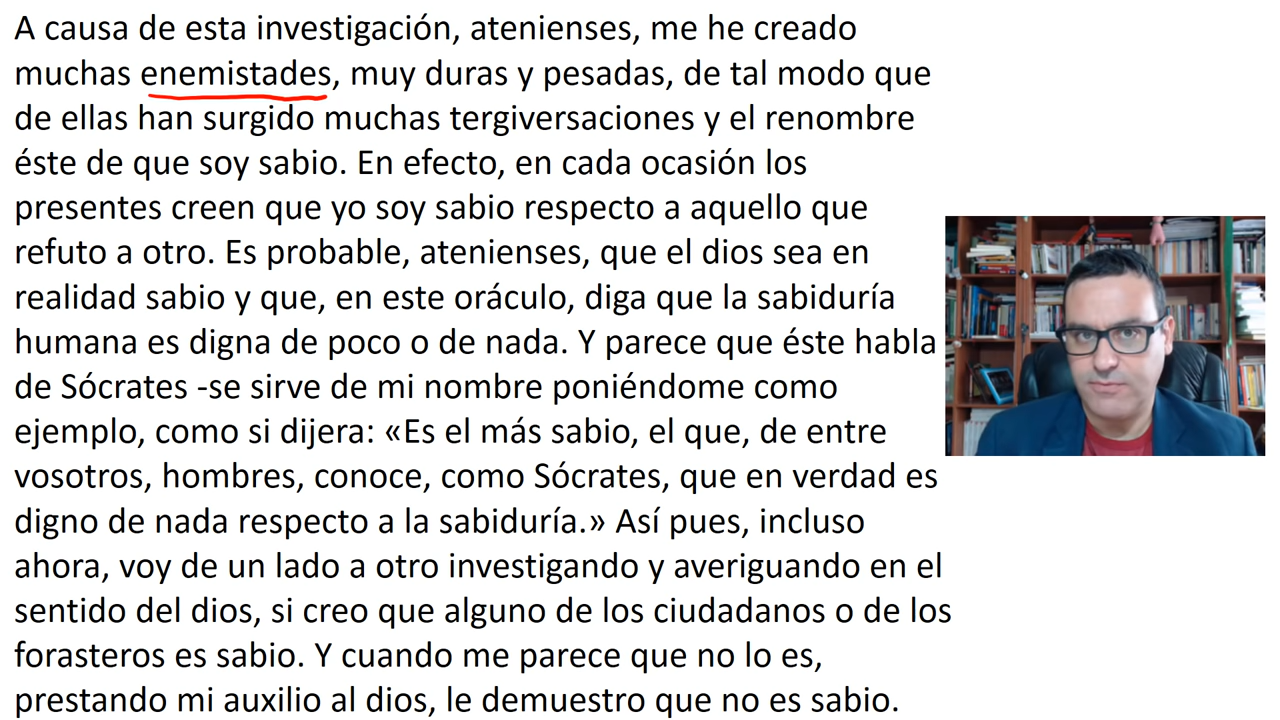 A causa de esta investigación, atenienses, me he creado
muchas enemistades, muy duras y pesadas, de tal modo que
de ellas han surgido muchas tergiversaciones y el renombre
éste de que soy sabio. En efecto, en cada ocasión los
presentes creen que yo soy sabio respecto a aquello que
refuto a otro. Es probable, atenienses, que el dios sea en
realidad sabio y que, en este oráculo, diga que la sabiduría
humana es digna de poco o de nada. Y parece que éste habla
de Sócrates -se sirve de mi nombre poniéndome como
ejemplo, como si dijera: «Es el más sabio, el que, de entre
vosotros, hombres, conoce, como Sócrates, que en verdad es
digno de nada respecto a la sabiduría.» Así pues, incluso
ahora, voy de un lado a otro investigando y averiguando en el
sentido del dios, si creo que alguno de los ciudadanos o de los
forasteros es sabio. Y cuando me parece que no lo es,
prestando mi auxilio al dios, le demuestro que no es sabio.